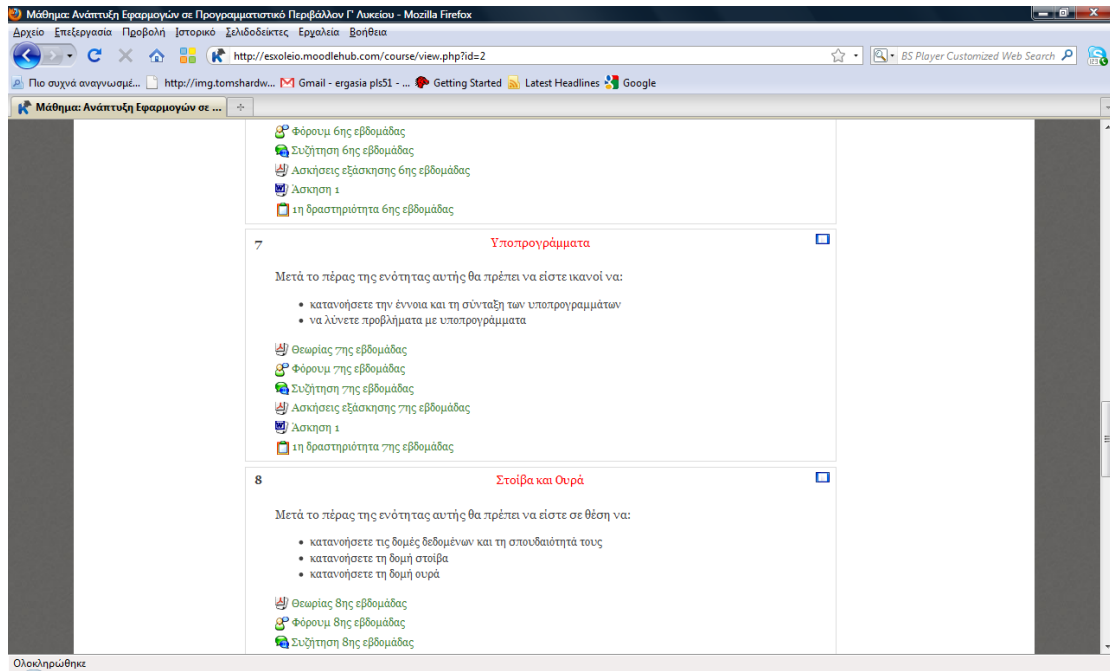 Μάθημα: Ανάπτυξη Εφαρμογών σε Προγραμματιστικό Περιβάλλον Γ' Λυκείου - Mozilla Firefox
Αρχείο Επεξεργασία Προβολή Ιστορικό Σελιδοδείκτες Εργαλεία Βοήθεια
http://esxoleio.moodlehub.com/course/view.php?id=2 BS Player Customized Web Search
Πιο συχνά αναγνωσμέ... http://img.tomshardw... Gmail - ergasia pls51 - ... Getting Started Latest Headlines Google
Μάθημα: Ανάπτυξη Εφαρμογών σε ...
Φόρουμ 6ης εβδομάδας
Συζήτηση 6ης εβδομάδας
Ασκήσεις εξάσκησης 6ης εβδομάδας
Άσκηση 1
1η δραστηριότητα 6ης εβδομάδας
7 Υποπρογράμματα
Μετά το πέρας της ενότητας αυτής θα πρέπει να είστε ικανοί να:
• κατανοήσετε την έννοια και τη σύνταξη των υποπρογραμμάτων
• να λύνετε προβλήματα με υποπρογράμματα
Θεωρίας 7ης εβδομάδας
Φόρουμ 7ης εβδομάδας
Συζήτηση 7ης εβδομάδας
Ασκήσεις εξάσκησης 7ης εβδομάδας
Άσκηση 1
1η δραστηριότητα 7ης εβδομάδας
8 Στοίβα και Ουρά
Μετά το πέρας της ενότητας αυτής θα πρέπει να είστε σε θέση να:
• κατανοήσετε τις δομές δεδομένων και τη σπουδαιότητά τους
• κατανοήσετε τη δομή στοίβα
• κατανοήσετε τη δομή ουρά
Θεωρίας 8ης εβδομάδας
Φόρουμ 8ης εβδομάδας
Συζήτηση 8ης εβδομάδας
Ολοκληρώθηκε